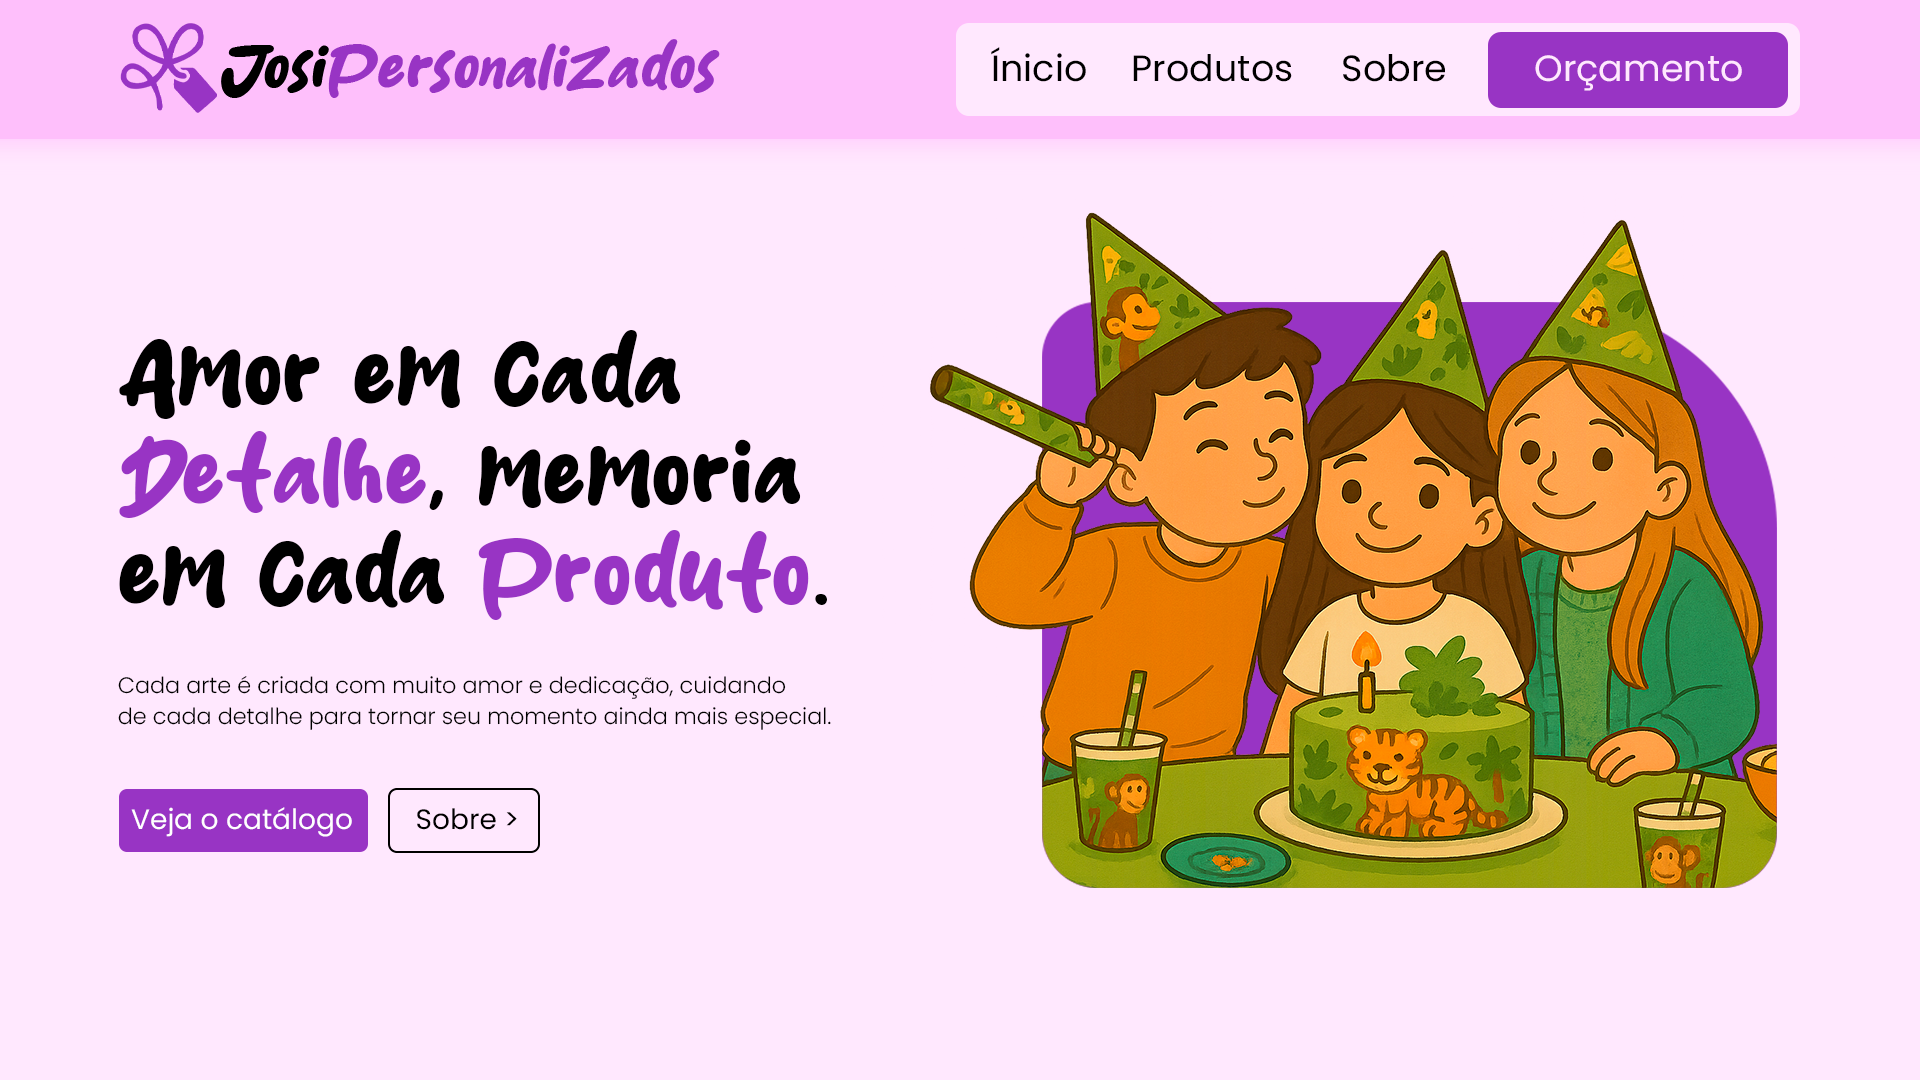 JosiPersonaliZados
Ínicio Produtos Sobre Orçamento
Amor em Cada
Detalhe, memoria
em Cada Produto.
Cada arte é criada com muito amor e dedicação, cuidando
de cada detalhe para tornar seu momento ainda mais especial.
Veja o catálogo Sobre >